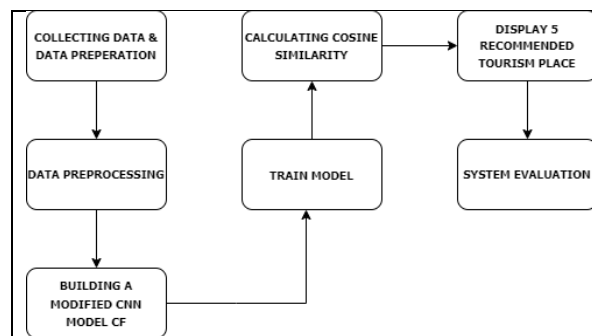 COLLECTING DATA &
DATA PREPERATION
DATA PREPROCESSING
BUILDING A
MODIFIED CNN
MODEL CF
TRAIN MODEL
CALCULATING COSINE
SIMILARITY
DISPLAY 5
RECOMMENDED
TOURISM PLACE
SYSTEM EVALUATION